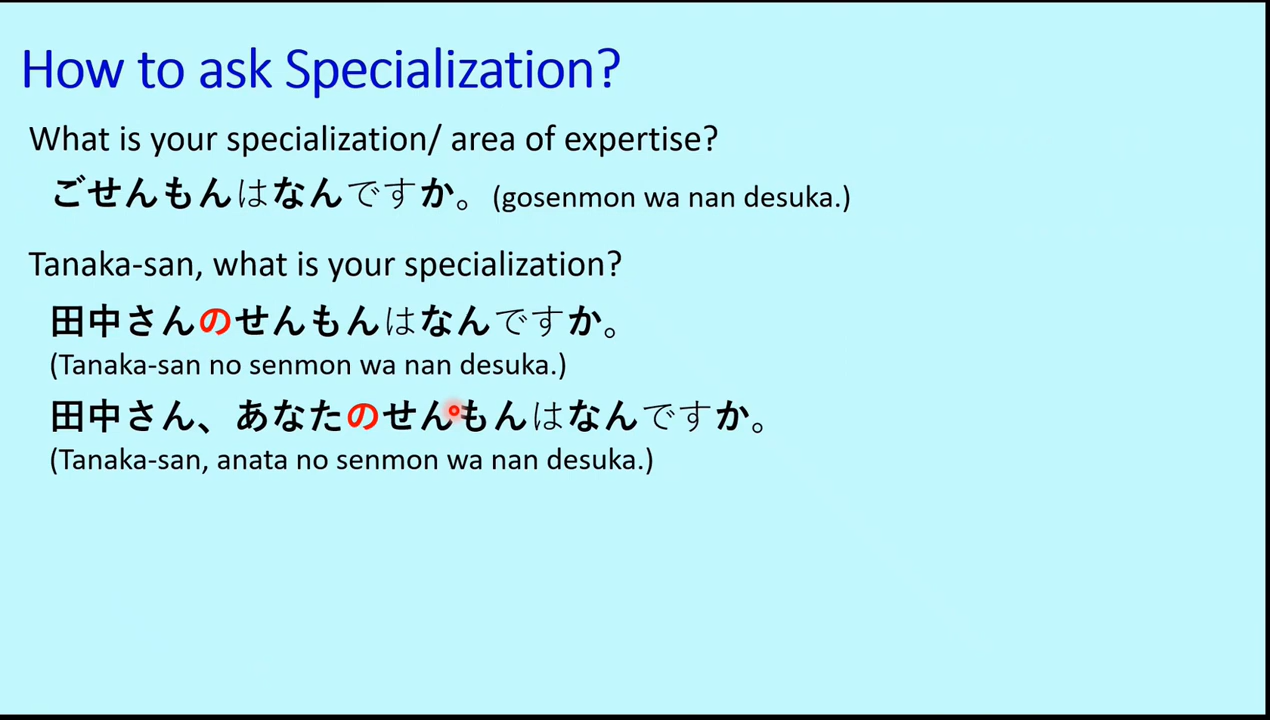 How to ask Specialization?
What is your specialization/ area of expertise?
ごせんもんはなんですか。(gosenmon wa nan desuka.)
Tanaka-san, what is your specialization?
田中さんのせんもんはなんですか。
(Tanaka-san no senmon wa nan desuka.)
田中さん、あなたのせんもんはなんですか。
(Tanaka-san, anata no senmon wa nan desuka.)